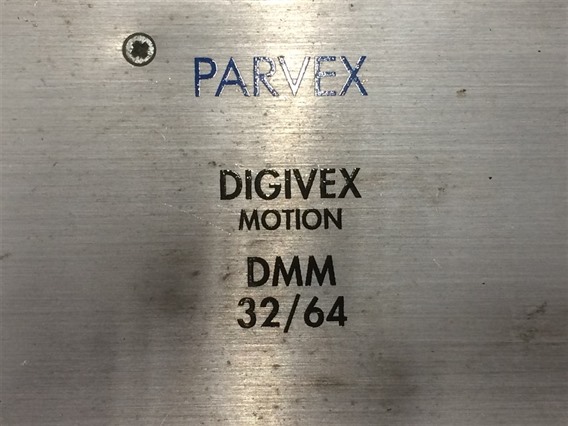 PARVEX
DIGIVEX
MOTION
DMM
32/64